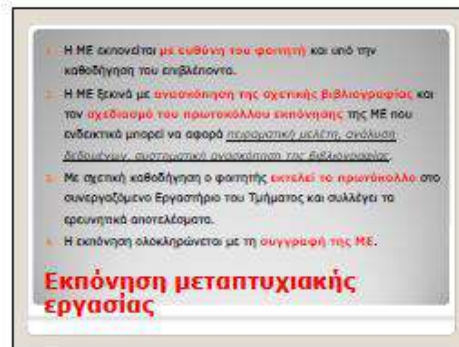 1. Η ΜΕ εκπονείται με ευθύνη του φοιτητή και υπό την
καθοδήγηση του επιβλέποντα.
2. Η ΜΕ ξεκινά με ανασκόπηση της σχετικής βιβλιογραφίας και
τον σχεδιασμό του πρωτοκόλλου εκπόνησης της ΜΕ που
ενδεικτικά μπορεί να αφορά πειραματική μελέτη, ανάλυση
δεδομένων, συστηματική ανασκόπηση της βιβλιογραφίας.
3. Με σχετική καθοδήγηση ο φοιτητής εκτελεί το πρωτόκολλο στο
συνεργαζόμενο Εργαστήριο του Τμήματος και συλλέγει τα
ερευνητικά αποτελέσματα.
4. Η εκπόνηση ολοκληρώνεται με τη συγγραφή της ΜΕ.
Εκπόνηση μεταπτυχιακής
εργασίας